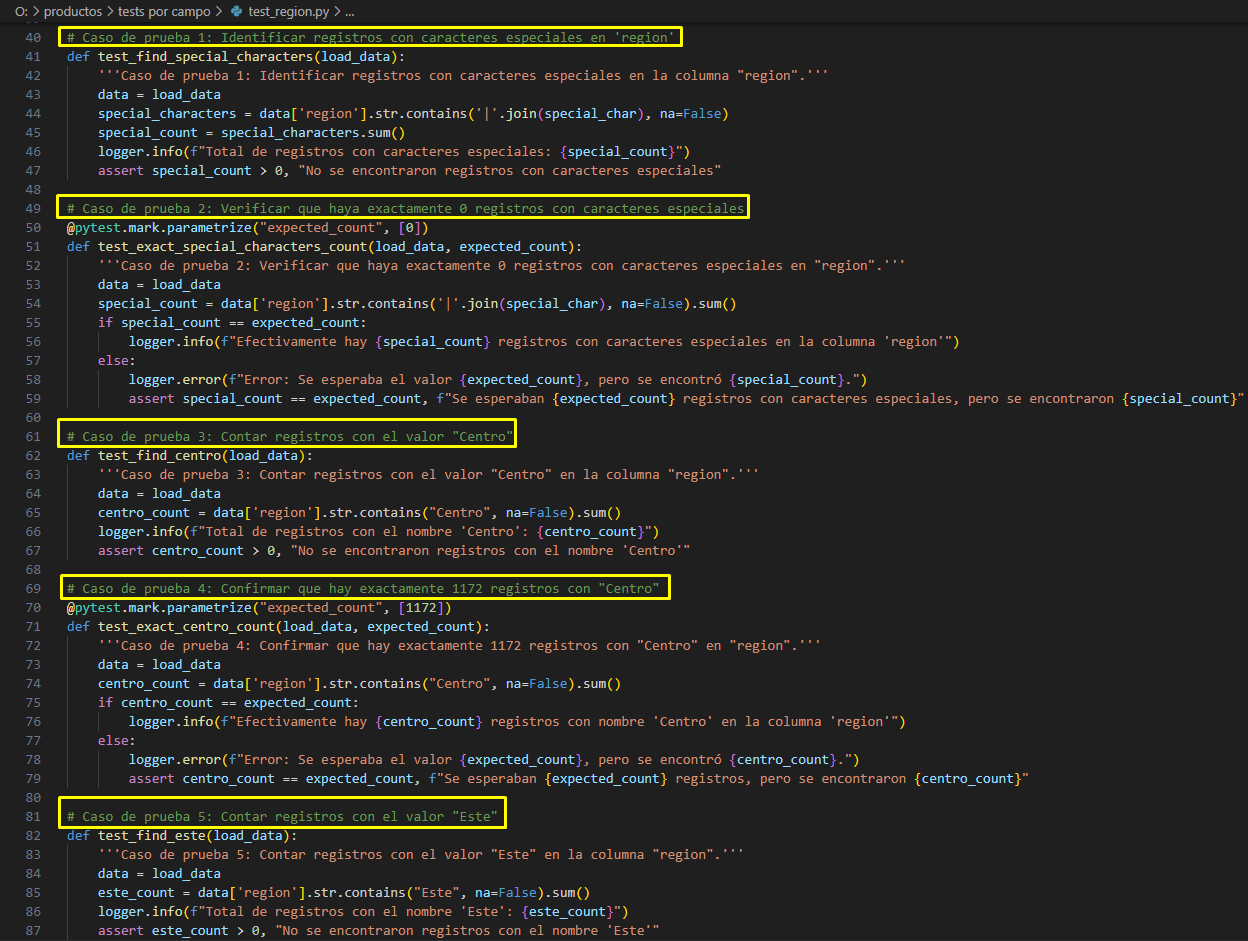 O: > productos > tests por campo > test_region.py > ...
40 # Caso de prueba 1: Identificar registros con caracteres especiales en 'region'
41 def test_find_special_characters(load_data):
42     '''Caso de prueba 1: Identificar registros con caracteres especiales en la columna "region".'''
43     data = load_data
44     special_characters = data['region'].str.contains('|'.join(special_char), na=False)
45     special_count = special_characters.sum()
46     logger.info(f"Total de registros con caracteres especiales: {special_count}")
47     assert special_count > 0, "No se encontraron registros con caracteres especiales"
48
49 # Caso de prueba 2: Verificar que haya exactamente 0 registros con caracteres especiales
50 @pytest.mark.parametrize("expected_count", [0])
51 def test_exact_special_characters_count(load_data, expected_count):
52     '''Caso de prueba 2: Verificar que haya exactamente 0 registros con caracteres especiales en "region".'''
53     data = load_data
54     special_count = data['region'].str.contains('|'.join(special_char), na=False).sum()
55     if special_count == expected_count:
56         logger.info(f"Efectivamente hay {special_count} registros con caracteres especiales en la columna 'region'")
57     else:
58         logger.error(f"Error: Se esperaba el valor {expected_count}, pero se encontró {special_count}.")
59         assert special_count == expected_count, f"Se esperaban {expected_count} registros con caracteres especiales, pero se encontraron {special_count}"
60
61 # Caso de prueba 3: Contar registros con el valor "Centro"
62 def test_find_centro(load_data):
63     '''Caso de prueba 3: Contar registros con el valor "Centro" en la columna "region".'''
64     data = load_data
65     centro_count = data['region'].str.contains("Centro", na=False).sum()
66     logger.info(f"Total de registros con el nombre 'Centro': {centro_count}")
67     assert centro_count > 0, "No se encontraron registros con el nombre 'Centro'"
68
69 # Caso de prueba 4: Confirmar que hay exactamente 1172 registros con "Centro"
70 @pytest.mark.parametrize("expected_count", [1172])
71 def test_exact_centro_count(load_data, expected_count):
72     '''Caso de prueba 4: Confirmar que hay exactamente 1172 registros con "Centro" en "region".'''
73     data = load_data
74     centro_count = data['region'].str.contains("Centro", na=False).sum()
75     if centro_count == expected_count:
76         logger.info(f"Efectivamente hay {centro_count} registros con nombre 'Centro' en la columna 'region'")
77     else:
78         logger.error(f"Error: Se esperaba el valor {expected_count}, pero se encontró {centro_count}.")
79         assert centro_count == expected_count, f"Se esperaban {expected_count} registros, pero se encontraron {centro_count}"
80
81 # Caso de prueba 5: Contar registros con el valor "Este"
82 def test_find_este(load_data):
83     '''Caso de prueba 5: Contar registros con el valor "Este" en la columna "region".'''
84     data = load_data
85     este_count = data['region'].str.contains("Este", na=False).sum()
86     logger.info(f"Total de registros con el nombre 'Este': {este_count}")
87     assert este_count > 0, "No se encontraron registros con el nombre 'Este'"